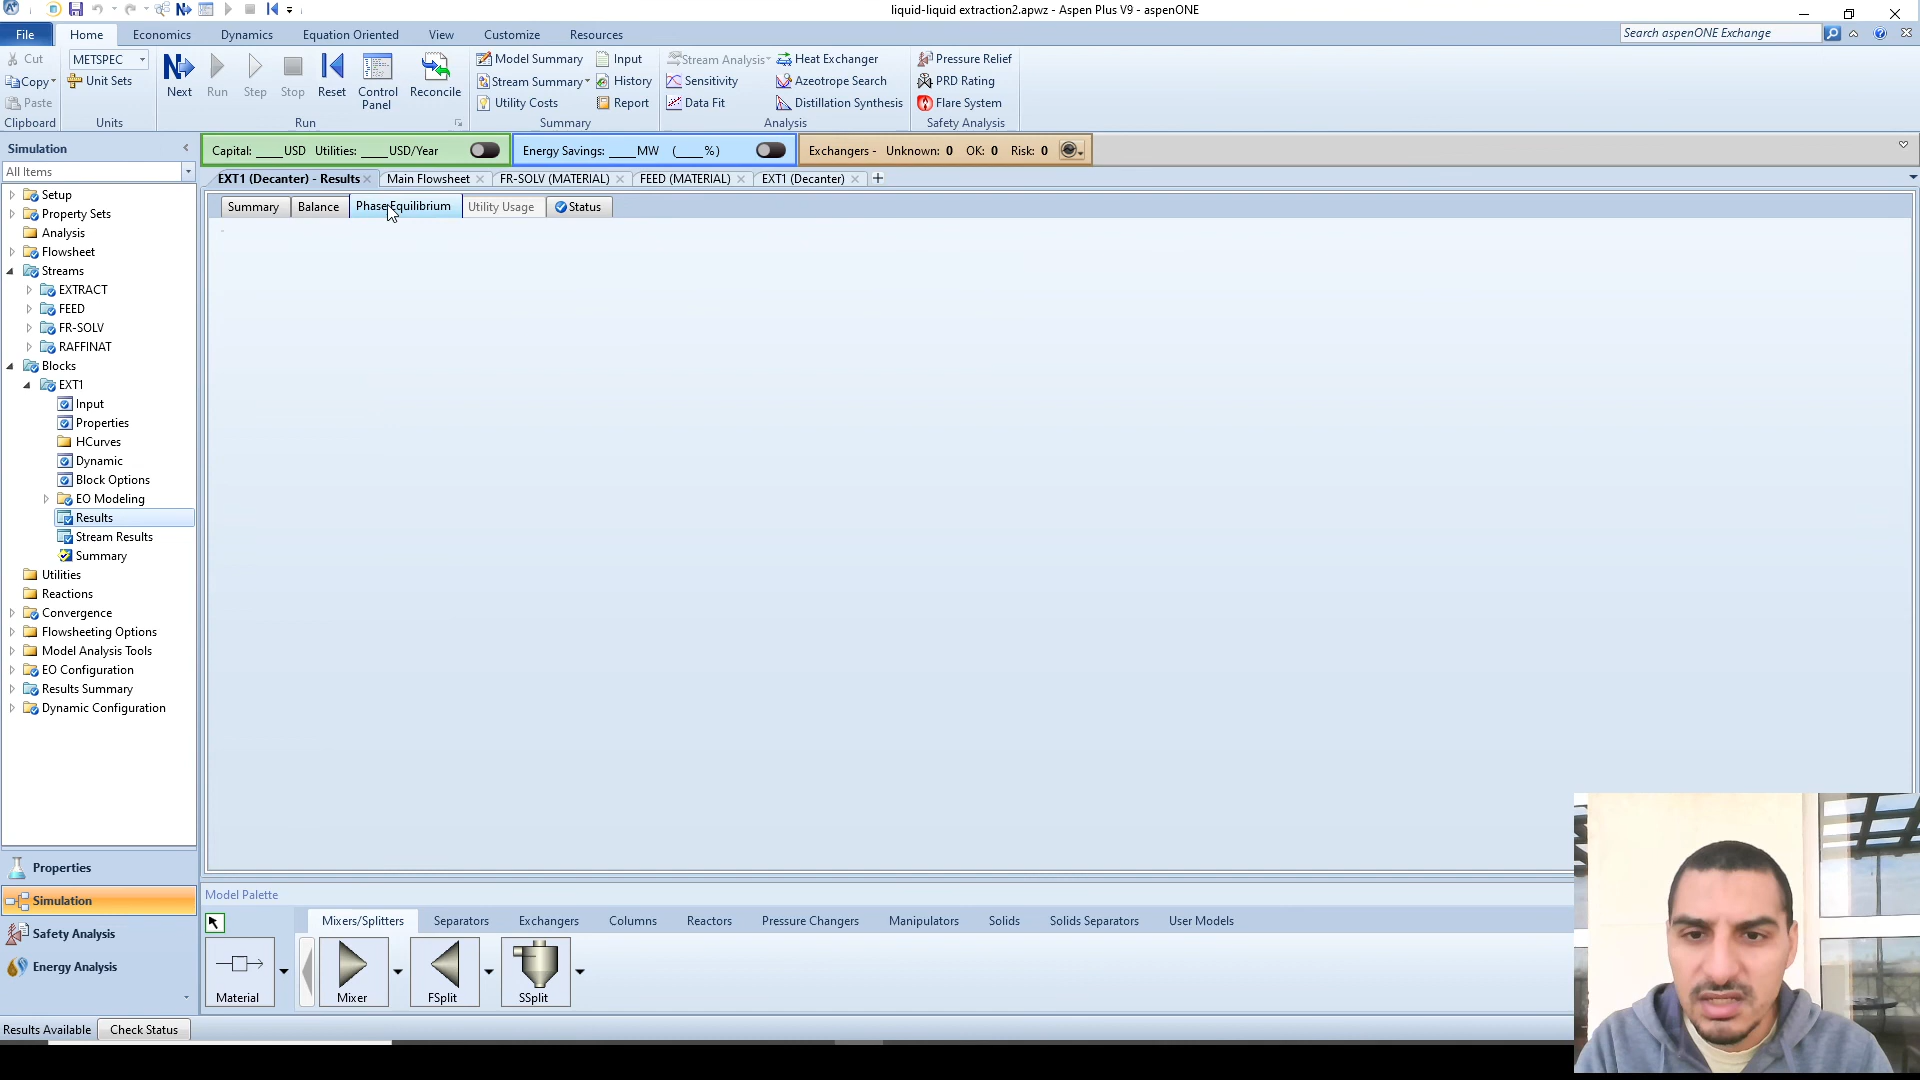 liquid-liquid extraction2.apwz - Aspen Plus V9 - aspenONE
File Home Economics Dynamics Equation Oriented View Customize Resources
Search aspenONE Exchange
Cut
Copy
Paste
Clipboard
METSPEC
Unit Sets
Units
Next
Run
Step
Stop
Reset
Control Panel
Reconcile
Run
Model Summary
Input
Stream Summary
History
Utility Costs
Report
Summary
Stream Analysis
Heat Exchanger
Sensitivity
Azeotrope Search
Data Fit
Distillation Synthesis
Analysis
Pressure Relief
PRD Rating
Flare System
Safety Analysis
Simulation
All Items
Capital: ____USD Utilities: ____USD/Year
Energy Savings: ____MW (____%)
Exchangers - Unknown: 0 OK: 0 Risk: 0
EXT1 (Decanter) - Results
Main Flowsheet
FR-SOLV (MATERIAL)
FEED (MATERIAL)
EXT1 (Decanter)
Summary
Balance
Phase Equilibrium
Utility Usage
Status
Setup
Property Sets
Analysis
Flowsheet
Streams
EXTRACT
FEED
FR-SOLV
RAFFINAT
Blocks
EXT1
Input
Properties
HCurves
Dynamic
Block Options
EO Modeling
Results
Stream Results
Summary
Utilities
Reactions
Convergence
Flowsheeting Options
Model Analysis Tools
EO Configuration
Results Summary
Dynamic Configuration
Properties
Simulation
Safety Analysis
Energy Analysis
Model Palette
Mixers/Splitters Separators Exchangers Columns Reactors Pressure Changers Manipulators Solids Solids Separators User Models
Material
Mixer
FSplit
SSplit
Results Available
Check Status